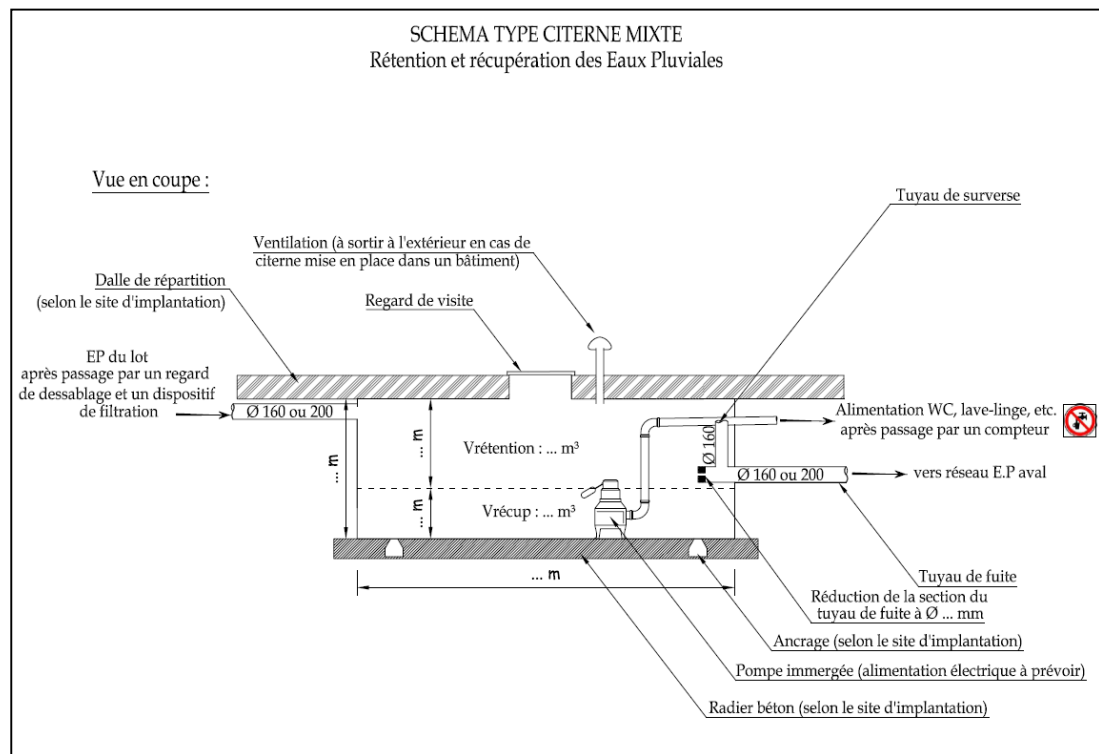 SCHEMA TYPE CITERNE MIXTE
Rétention et récupération des Eaux Pluviales
Vue en coupe :
Tuyau de surverse
Ventilation (à sortir à l'extérieur en cas de
citerne mise en place dans un bâtiment)
Dalle de répartition
(selon le site d'implantation)
Regard de visite
EP du lot
après passage par un regard
de dessablage et un dispositif
de filtration
Ø 160 ou 200
Alimentation WC, lave-linge, etc.
après passage par un compteur
... m
... m
Vrétention : ... m³
Ø 160
Ø 160 ou 200
vers réseau E.P aval
... m
Vrécup : ... m³
... m
Tuyau de fuite
Réduction de la section du
tuyau de fuite à Ø ... mm
Ancrage (selon le site d'implantation)
Pompe immergée (alimentation électrique à prévoir)
Radier béton (selon le site d'implantation)